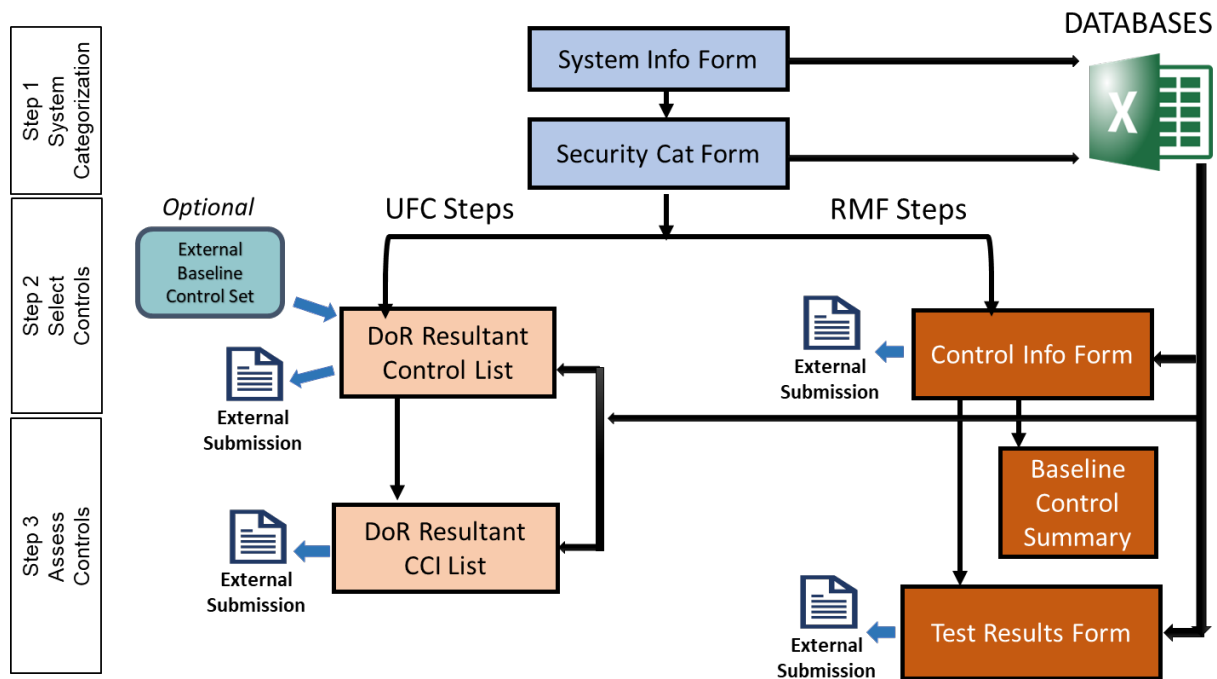 DATABASES
Step 1
System
Categorization
System Info Form
X
Security Cat Form
Step 2
Select
Controls
Optional
UFC Steps
RMF Steps
External
Baseline
Control Set
DoR Resultant
Control List
External
Submission
Control Info Form
External
Submission
Step 3
Assess
Controls
Baseline
Control
Summary
DoR Resultant
CCI List
External
Submission
Test Results Form
External
Submission